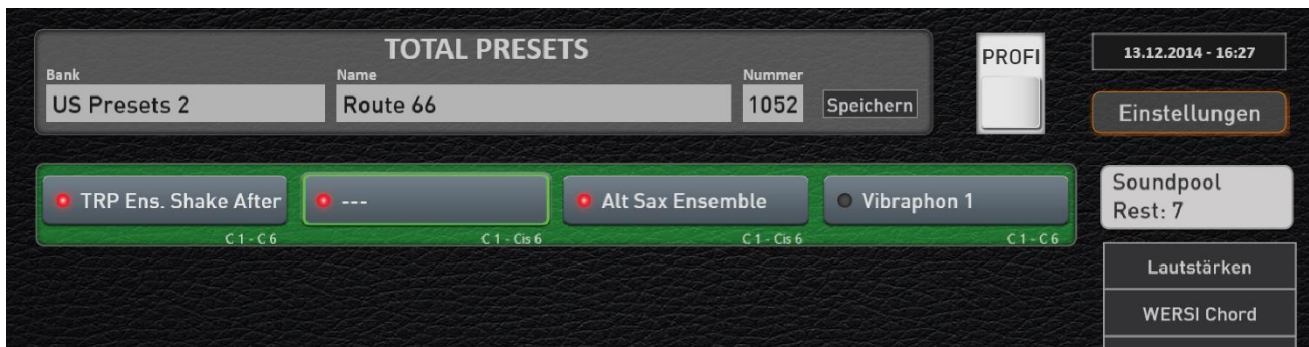 TOTAL PRESETS
Bank
Name
Nummer
US Presets 2
Route 66
1052
Speichern
PROFI
13.12.2014 - 16:27
Einstellungen
TRP Ens. Shake After
---
Alt Sax Ensemble
Vibraphon 1
C 1 - C 6
C 1 - Cis 6
C 1 - Cis 6
C 1 - C 6
Soundpool
Rest: 7
Lautstärken
WERSI Chord